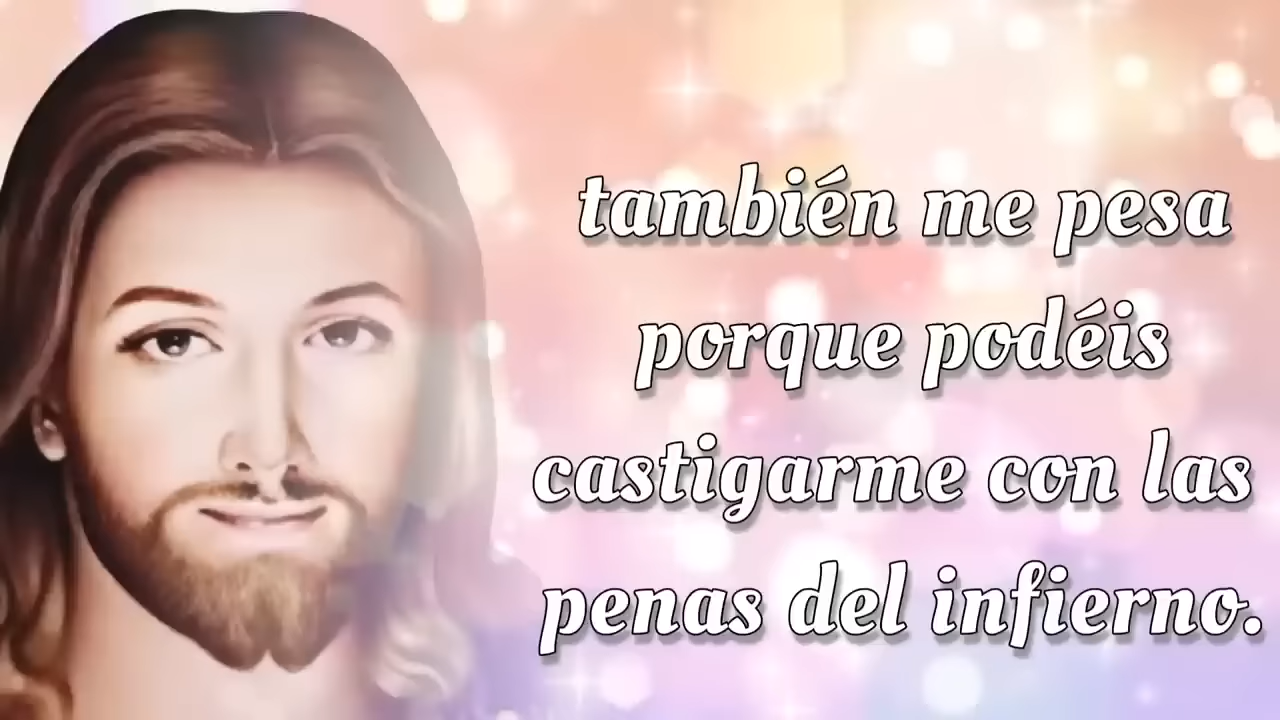 también me pesa
porque podéis
castigarme con las
penas del infierno.